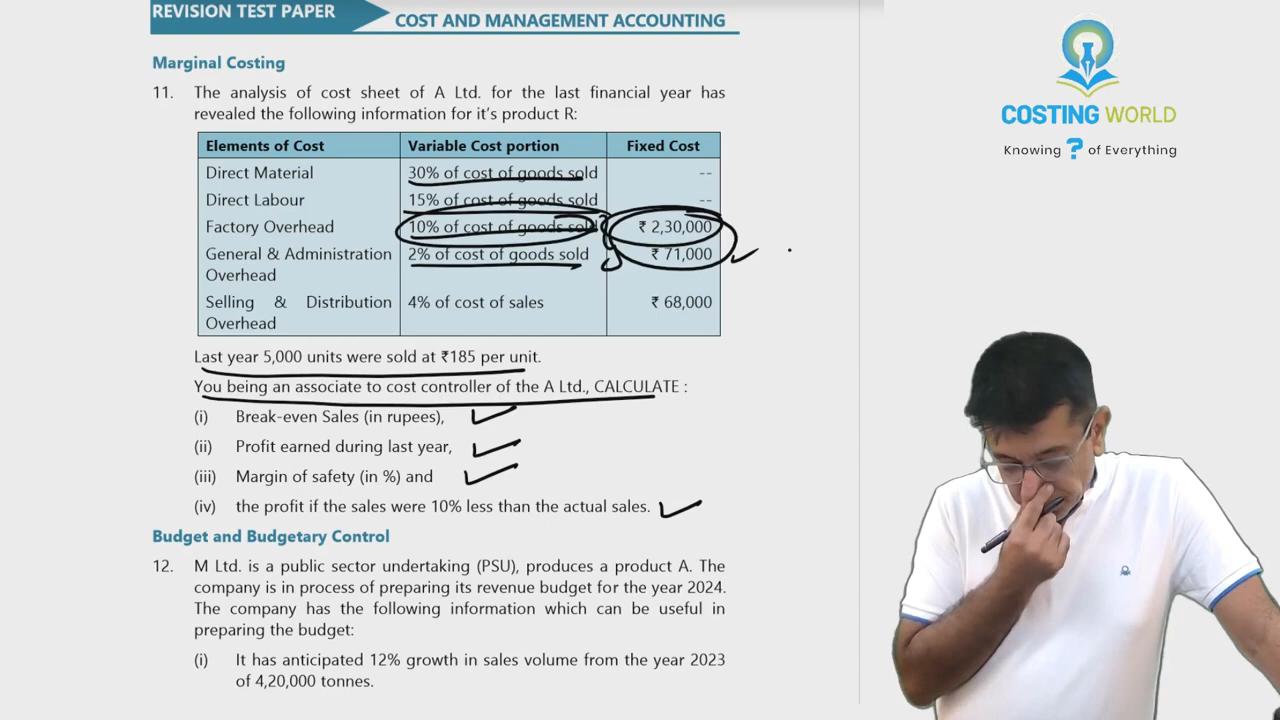 REVISION TEST PAPER
COST AND MANAGEMENT ACCOUNTING
Marginal Costing
11. The analysis of cost sheet of A Ltd. for the last financial year has
revealed the following information for it's product R:
Elements of Cost Variable Cost portion Fixed Cost
Direct Material 30% of cost of goods sold --
Direct Labour 15% of cost of goods sold --
Factory Overhead 10% of cost of goods sold ₹ 2,30,000
General & Administration 2% of cost of goods sold ₹ 71,000
Overhead
Selling & Distribution 4% of cost of sales ₹ 68,000
Overhead
Last year 5,000 units were sold at ₹185 per unit.
You being an associate to cost controller of the A Ltd., CALCULATE :
(i) Break-even Sales (in rupees),
(ii) Profit earned during last year,
(iii) Margin of safety (in %) and
(iv) the profit if the sales were 10% less than the actual sales.
Budget and Budgetary Control
12. M Ltd. is a public sector undertaking (PSU), produces a product A. The
company is in process of preparing its revenue budget for the year 2024.
The company has the following information which can be useful in
preparing the budget:
(i) It has anticipated 12% growth in sales volume from the year 2023
of 4,20,000 tonnes.
COSTING WORLD
Knowing ? of Everything